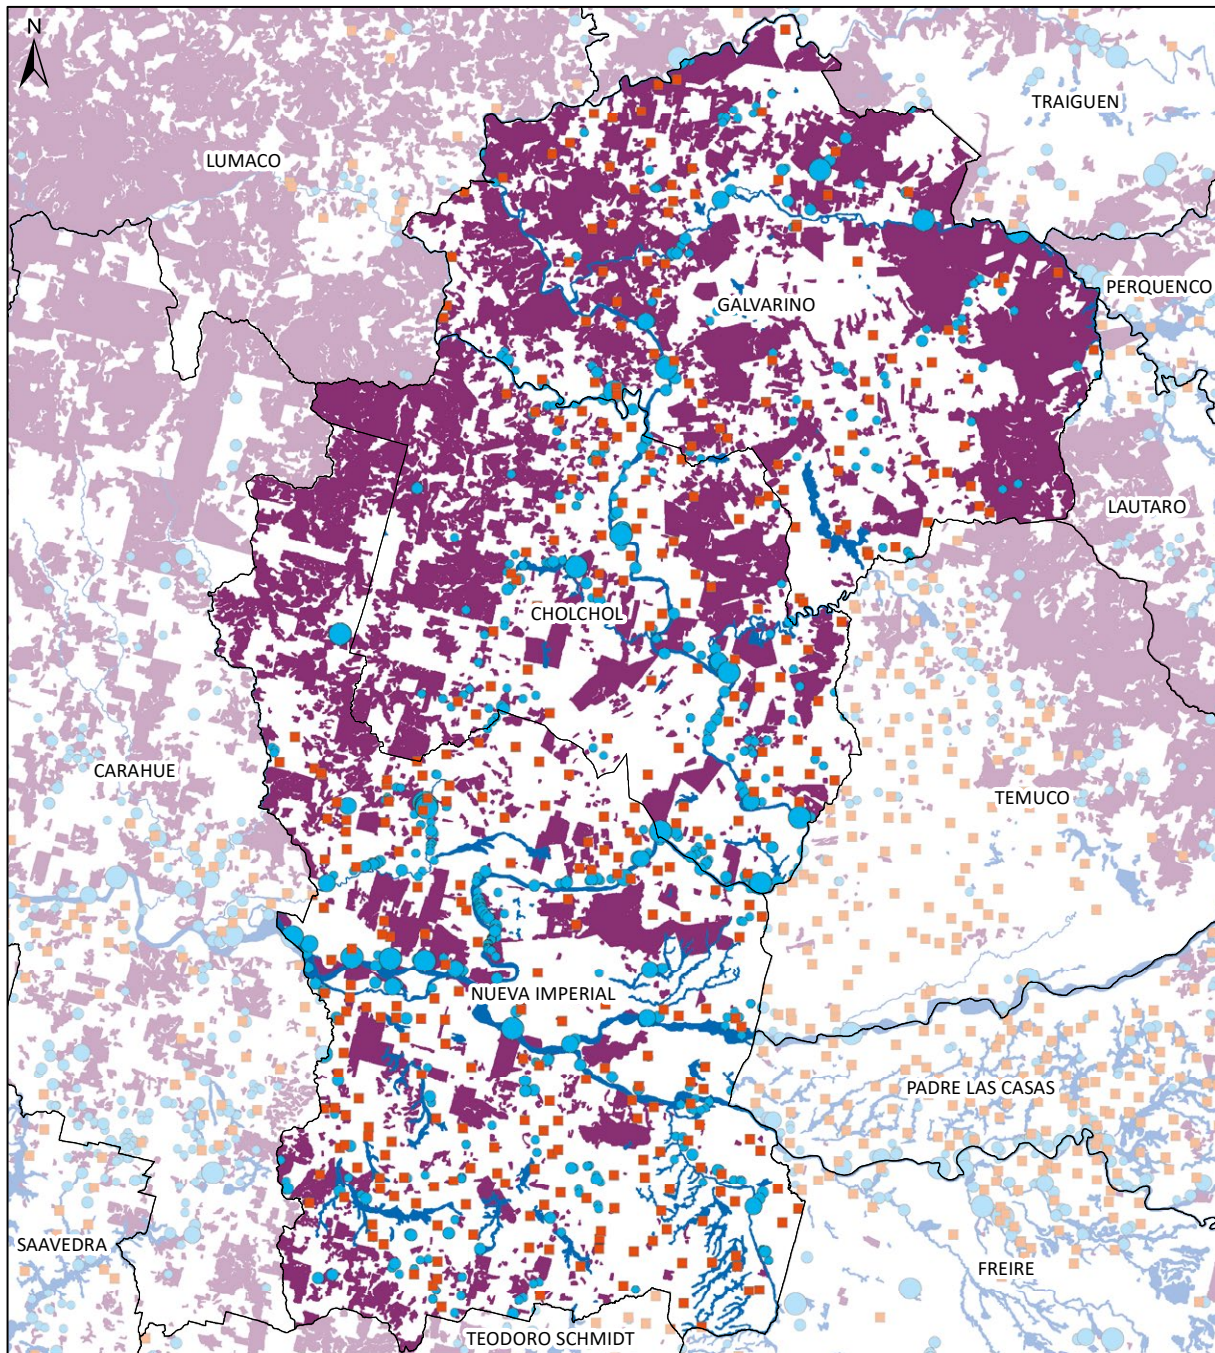 N
TRAIGUEN
LUMACO
PERQUENCO
GALVARINO
LAUTARO
CHOLCHOL
CARAHUE
TEMUCO
NUEVA IMPERIAL
PADRE LAS CASAS
SAAVEDRA
FREIRE
TEODORO SCHMIDT